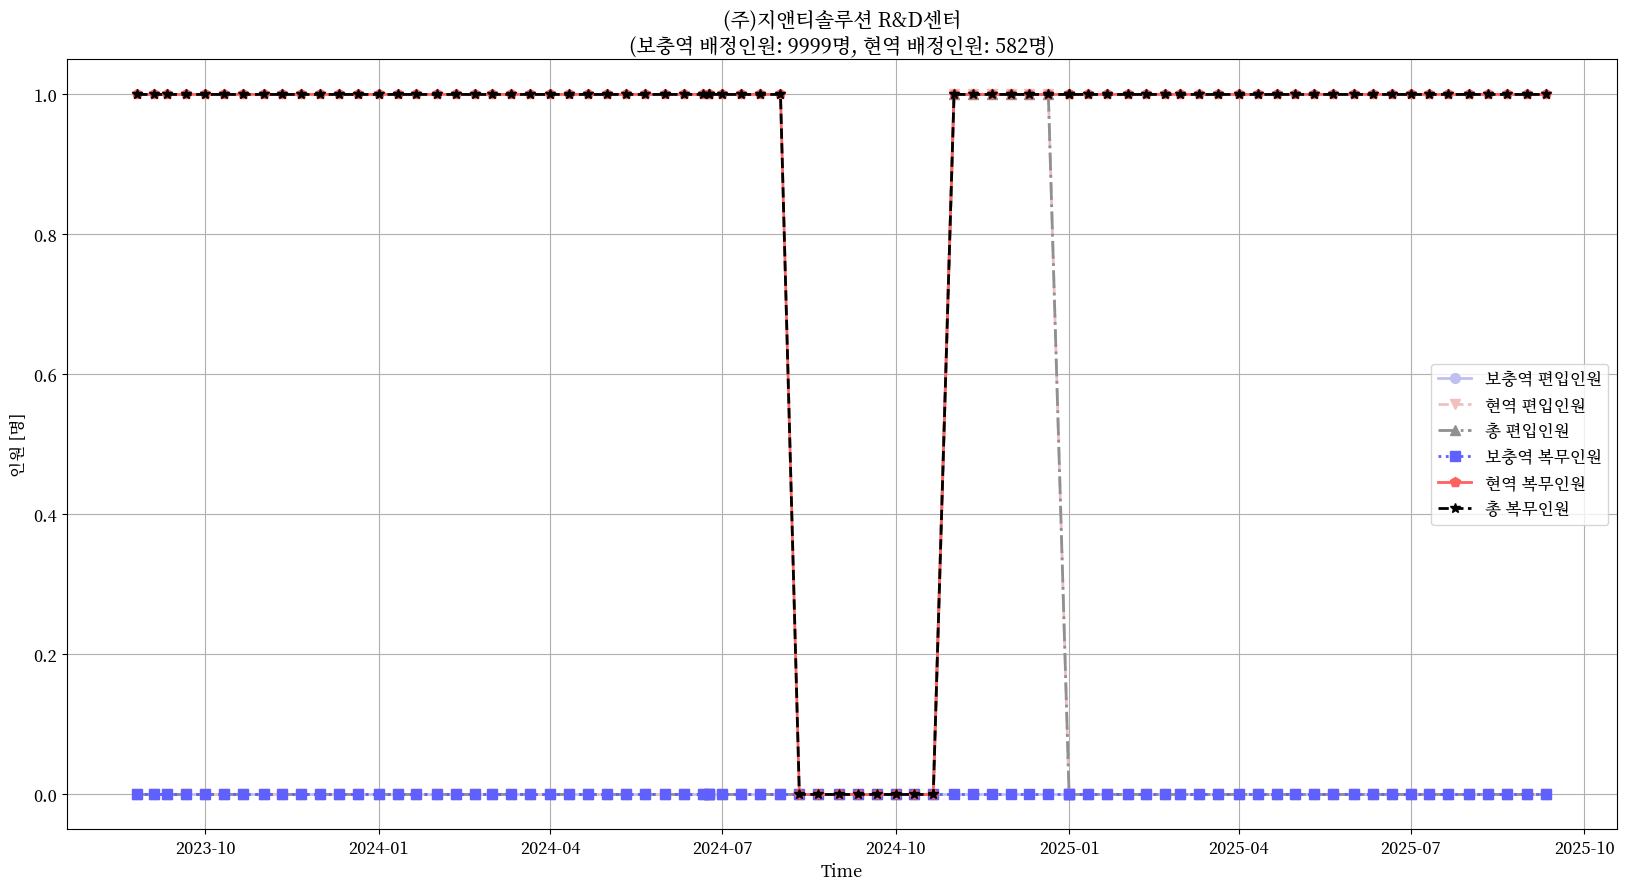 (주)지앤티솔루션 R&D센터
(보충역 배정인원: 9999명, 현역 배정인원: 582명)
인원 [명]
1.0
0.8
0.6
0.4
0.2
0.0
보충역 편입인원
현역 편입인원
총 편입인원
보충역 복무인원
현역 복무인원
총 복무인원
2023-10
2024-01
2024-04
2024-07
2024-10
2025-01
2025-04
2025-07
2025-10
Time